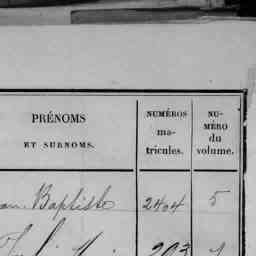 PRÉNOMS
ET SURNOMS.
NUMÉROS
ma-
tricules.
NU-
MÉRO
du
volume.
Baptiste 2404 5